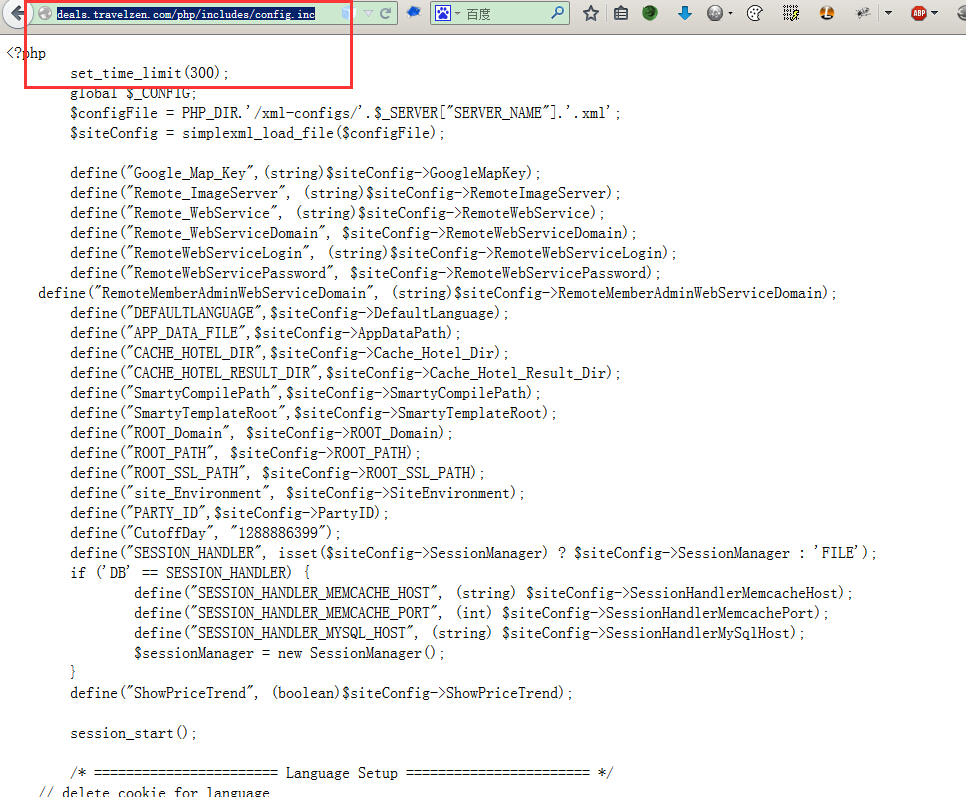 deals.travelzen.com/php/includes/config.inc
百度
ABP
<?php
set_time_limit(300);
global $_CONFIG;
$configFile = PHP_DIR.'/xml-configs/'.$_SERVER["SERVER_NAME"].'.xml';
$siteConfig = simplexml_load_file($configFile);
define("Google_Map_Key",(string)$siteConfig->GoogleMapKey);
define("Remote_ImageServer", (string)$siteConfig->RemoteImageServer);
define("Remote_WebService", (string)$siteConfig->RemoteWebService);
define("Remote_WebServiceDomain", $siteConfig->RemoteWebServiceDomain);
define("RemoteWebServiceLogin", (string)$siteConfig->RemoteWebServiceLogin);
define("RemoteWebServicePassword", $siteConfig->RemoteWebServicePassword);
define("RemoteMemberAdminWebServiceDomain", (string)$siteConfig->RemoteMemberAdminWebServiceDomain);
define("DEFAULTLANGUAGE",$siteConfig->DefaultLanguage);
define("APP_DATA_FILE",$siteConfig->AppDataPath);
define("CACHE_HOTEL_DIR",$siteConfig->Cache_Hotel_Dir);
define("CACHE_HOTEL_RESULT_DIR",$siteConfig->Cache_Hotel_Result_Dir);
define("SmartyCompilePath",$siteConfig->SmartyCompilePath);
define("SmartyTemplateRoot",$siteConfig->SmartyTemplateRoot);
define("ROOT_Domain", $siteConfig->ROOT_Domain);
define("ROOT_PATH", $siteConfig->ROOT_PATH);
define("ROOT_SSL_PATH", $siteConfig->ROOT_SSL_PATH);
define("site_Environment", $siteConfig->SiteEnvironment);
define("PARTY_ID",$siteConfig->PartyID);
define("CutoffDay", "1288886399");
define("SESSION_HANDLER", isset($siteConfig->SessionManager) ? $siteConfig->SessionManager : 'FILE');
if ('DB' == SESSION_HANDLER) {
define("SESSION_HANDLER_MEMCACHE_HOST", (string) $siteConfig->SessionHandlerMemcacheHost);
define("SESSION_HANDLER_MEMCACHE_PORT", (int) $siteConfig->SessionHandlerMemcachePort);
define("SESSION_HANDLER_MYSQL_HOST", (string) $siteConfig->SessionHandlerMySqlHost);
$sessionManager = new SessionManager();
}
define("ShowPriceTrend", (boolean)$siteConfig->ShowPriceTrend);
session_start();
/* ======================= Language Setup ======================= */
// delete cookie for language